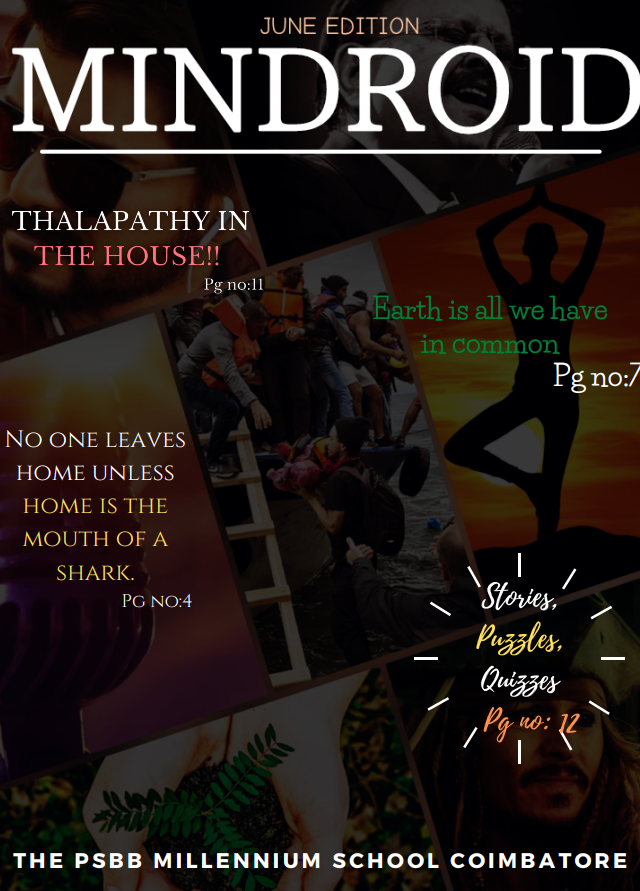 JUNE EDITION
MINDROID
THALAPATHY IN
THE HOUSE!!
Pg no:11
Earth is all we have
in common
Pg no:7
NO ONE LEAVES
HOME UNLESS
HOME IS THE
MOUTH OF A
SHARK.
PG NO:4
Stories,
Puzzles,
Quizzes
Pg no: 12
THE PSBB MILLENNIUM SCHOOL COIMBATORE